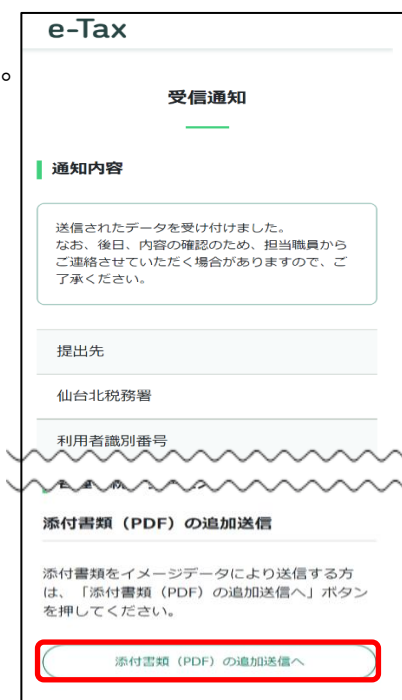 e-Tax
。
受信通知
通知内容
送信されたデータを受け付けました。
なお、後日、内容の確認のため、担当職員から
ご連絡させていただく場合がありますので、ご
了承ください。
提出先
仙台北税務署
利用者識別番号
添付書類（PDF）の追加送信
添付書類をイメージデータにより送信する方
は、「添付書類（PDF）の追加送信へ」ボタン
を押してください。
添付書類（PDF）の追加送信へ